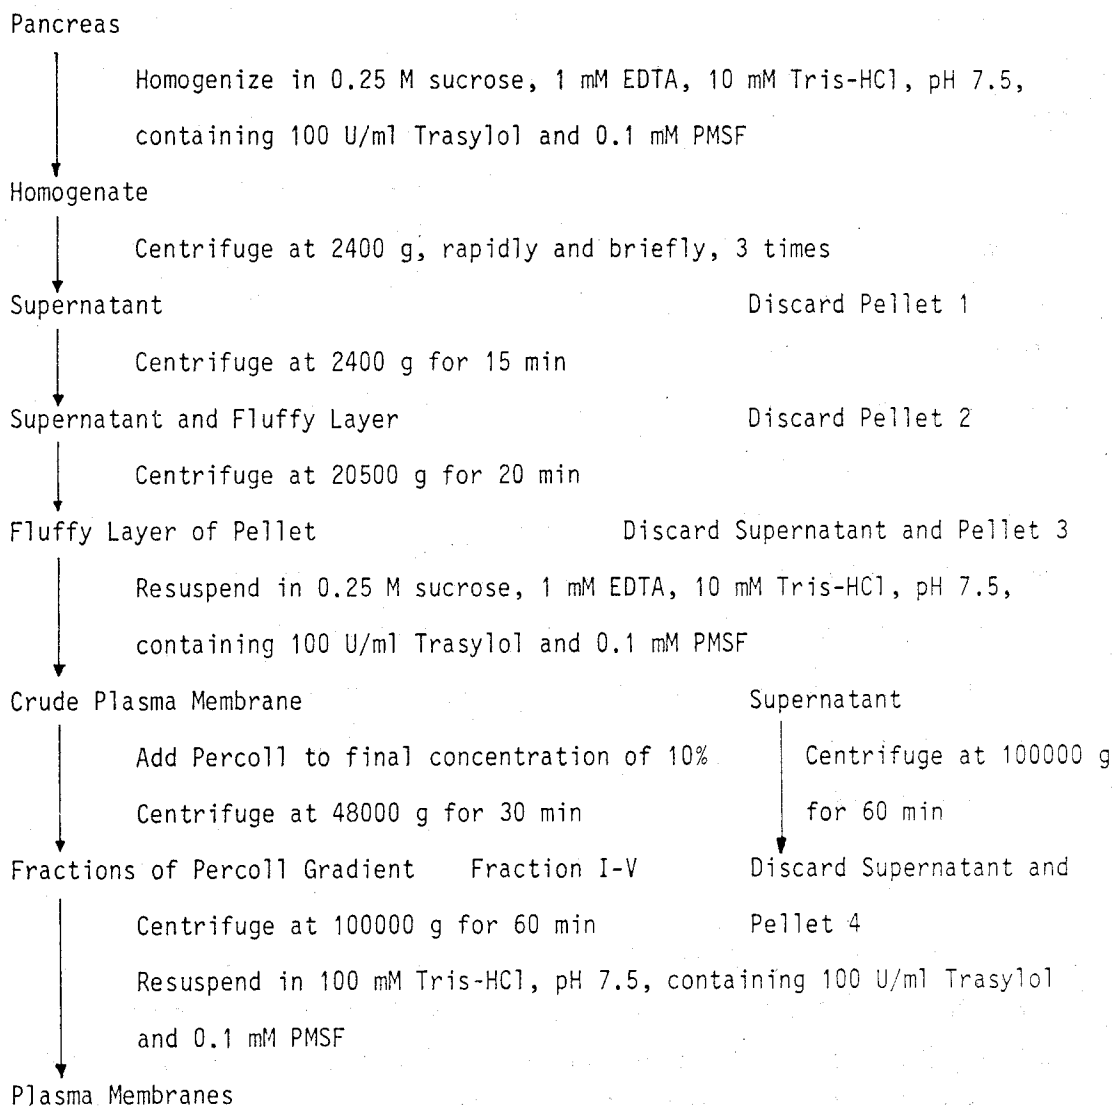 Pancreas
Homogenize in 0.25 M sucrose, 1 mM EDTA, 10 mM Tris-HCl, pH 7.5,
containing 100 U/ml Trasylol and 0.1 mM PMSF
Homogenate
Centrifuge at 2400 g, rapidly and briefly, 3 times
Supernatant Discard Pellet 1
Centrifuge at 2400 g for 15 min
Supernatant and Fluffy Layer Discard Pellet 2
Centrifuge at 20500 g for 20 min
Fluffy Layer of Pellet Discard Supernatant and Pellet 3
Resuspend in 0.25 M sucrose, 1 mM EDTA, 10 mM Tris-HCl, pH 7.5,
containing 100 U/ml Trasylol and 0.1 mM PMSF
Crude Plasma Membrane Supernatant
Add Percoll to final concentration of 10% Centrifuge at 100000 g
Centrifuge at 48000 g for 30 min for 60 min
Fractions of Percoll Gradient Fraction I-V Discard Supernatant and
Centrifuge at 100000 g for 60 min Pellet 4
Resuspend in 100 mM Tris-HCl, pH 7.5, containing 100 U/ml Trasylol
and 0.1 mM PMSF
Plasma Membranes